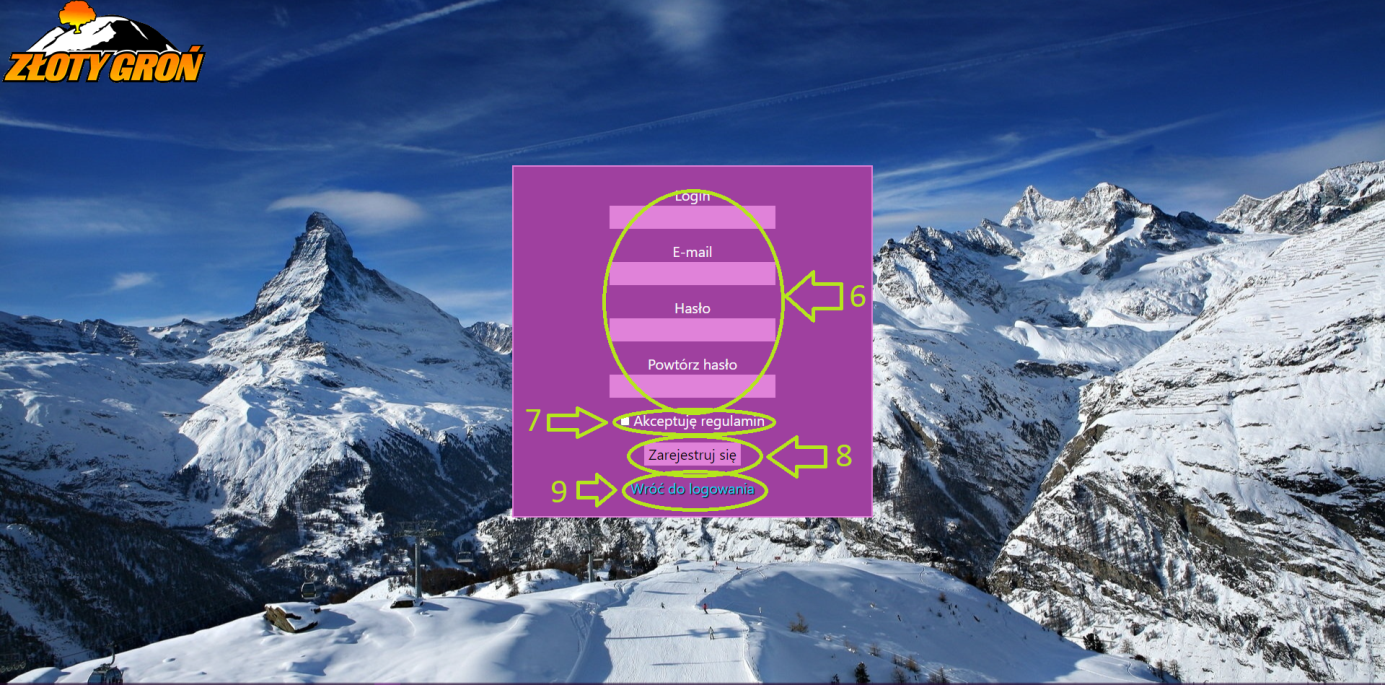 ZŁOTY GROŃ
Login
E-mail
6
Hasło
Powtórz hasło
7
Akceptuję regulamin
Zarejestruj się
8
9
Wróć do logowania